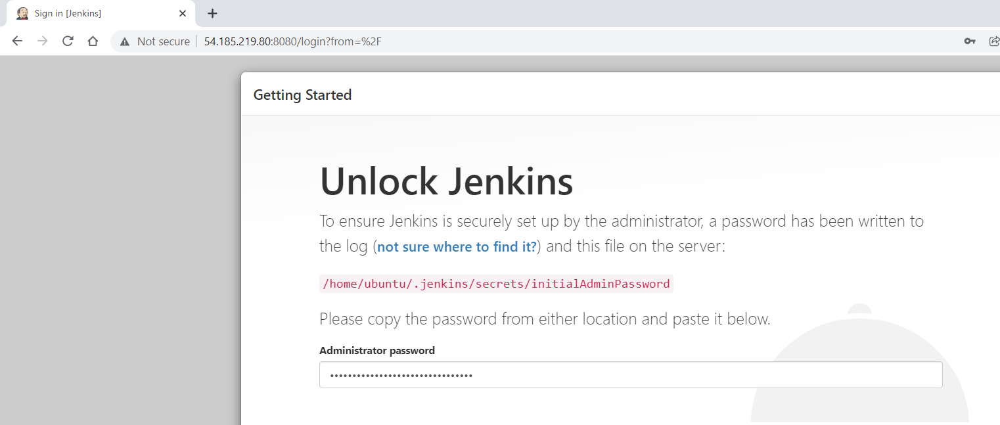 Sign in [Jenkins]
Not secure
54.185.219.80:8080/login?from=%2F
Getting Started
Unlock Jenkins
To ensure Jenkins is securely set up by the administrator, a password has been written to
the log (not sure where to find it?) and this file on the server:
/home/ubuntu/.jenkins/secrets/initialAdminPassword
Please copy the password from either location and paste it below.
Administrator password
••••••••••••••••••••••••••••••••